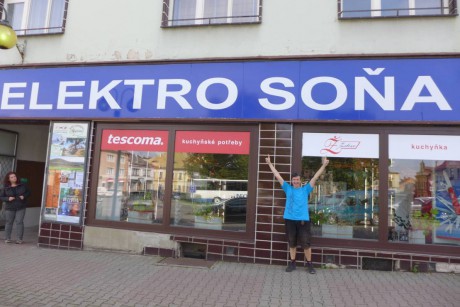 ELEKTRO SOŇA
tescoma.
kuchyňské potřeby
kuchyňka